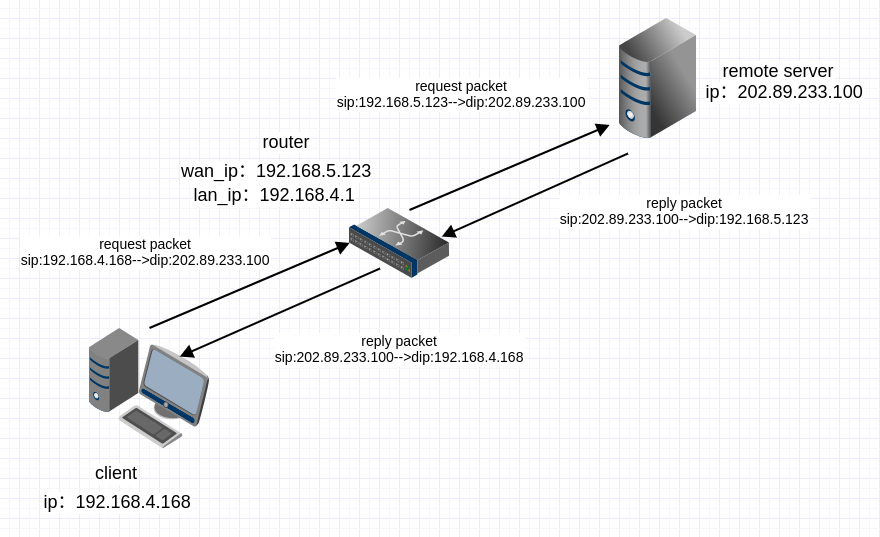 request packet
sip:192.168.5.123-->dip:202.89.233.100
remote server
ip：202.89.233.100
router
wan_ip：192.168.5.123
lan_ip：192.168.4.1
reply packet
sip:202.89.233.100-->dip:192.168.5.123
request packet
sip:192.168.4.168-->dip:202.89.233.100
reply packet
sip:202.89.233.100-->dip:192.168.4.168
client
ip：192.168.4.168